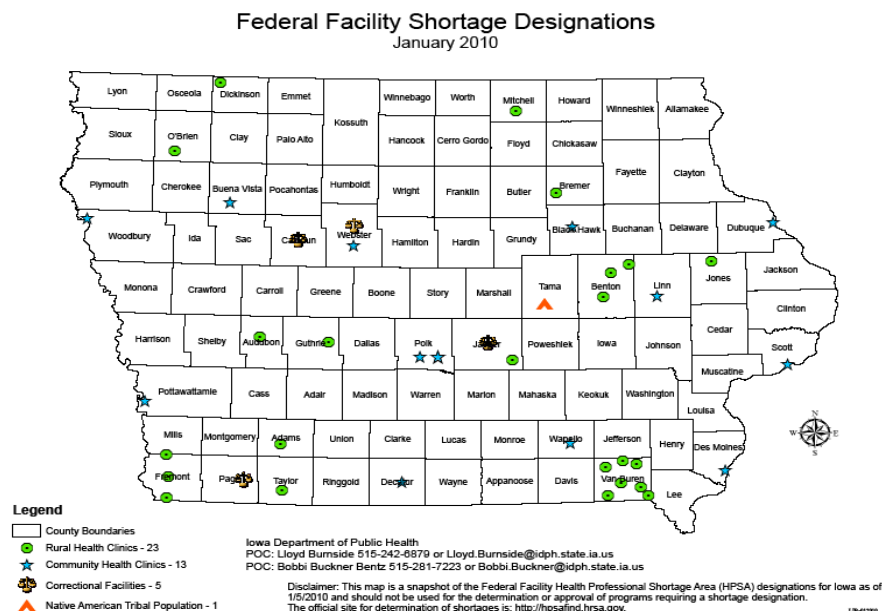 Federal Facility Shortage Designations
January 2010
Lyon Osceola Dickinson Emmet Winnebago Worth Mitchell Howard Winneshiek Allamakee
Kossuth
Sioux O'Brien Clay Palo Alto Hancock Cerro Gordo Floyd Chickasaw
Fayette Clayton
Plymouth Cherokee Buena Vista Pocahontas Humboldt Wright Franklin Butler Bremer
Woodbury Ida Sac Calhoun Webster Hamilton Hardin Grundy Black Hawk Buchanan Delaware Dubuque
Monona Crawford Carroll Greene Boone Story Marshall Tama Benton Linn Jones Jackson
Clinton
Harrison Shelby Audubon Guthrie Dallas Polk Jasper Poweshiek Iowa Johnson Cedar Scott
Muscatine
Pottawattamie Cass Adair Madison Warren Marion Mahaska Keokuk Washington
Louisa
Mills Montgomery Adams Union Clarke Lucas Monroe Wapello Jefferson Henry Des Moines
Fremont Page Taylor Ringgold Decatur Wayne Appanoose Davis Van Buren Lee
N
W E
S
Legend
County Boundaries
Rural Health Clinics - 23
Community Health Clinics - 13
Correctional Facilities - 5
Native American Tribal Population - 1
Iowa Department of Public Health
POC: Lloyd Burnside 515-242-6879 or Lloyd.Burnside@idph.state.ia.us
POC: Bobbi Buckner Bentz 515-281-7223 or Bobbi.Buckner@idph.state.ia.us
Disclaimer: This map is a snapshot of the Federal Facility Health Professional Shortage Area (HPSA) designations for Iowa as of
1/5/2010 and should not be used for the determination or approval of programs requiring a shortage designation.
The official site for determination of shortages is: http://hpsafind.hrsa.gov.